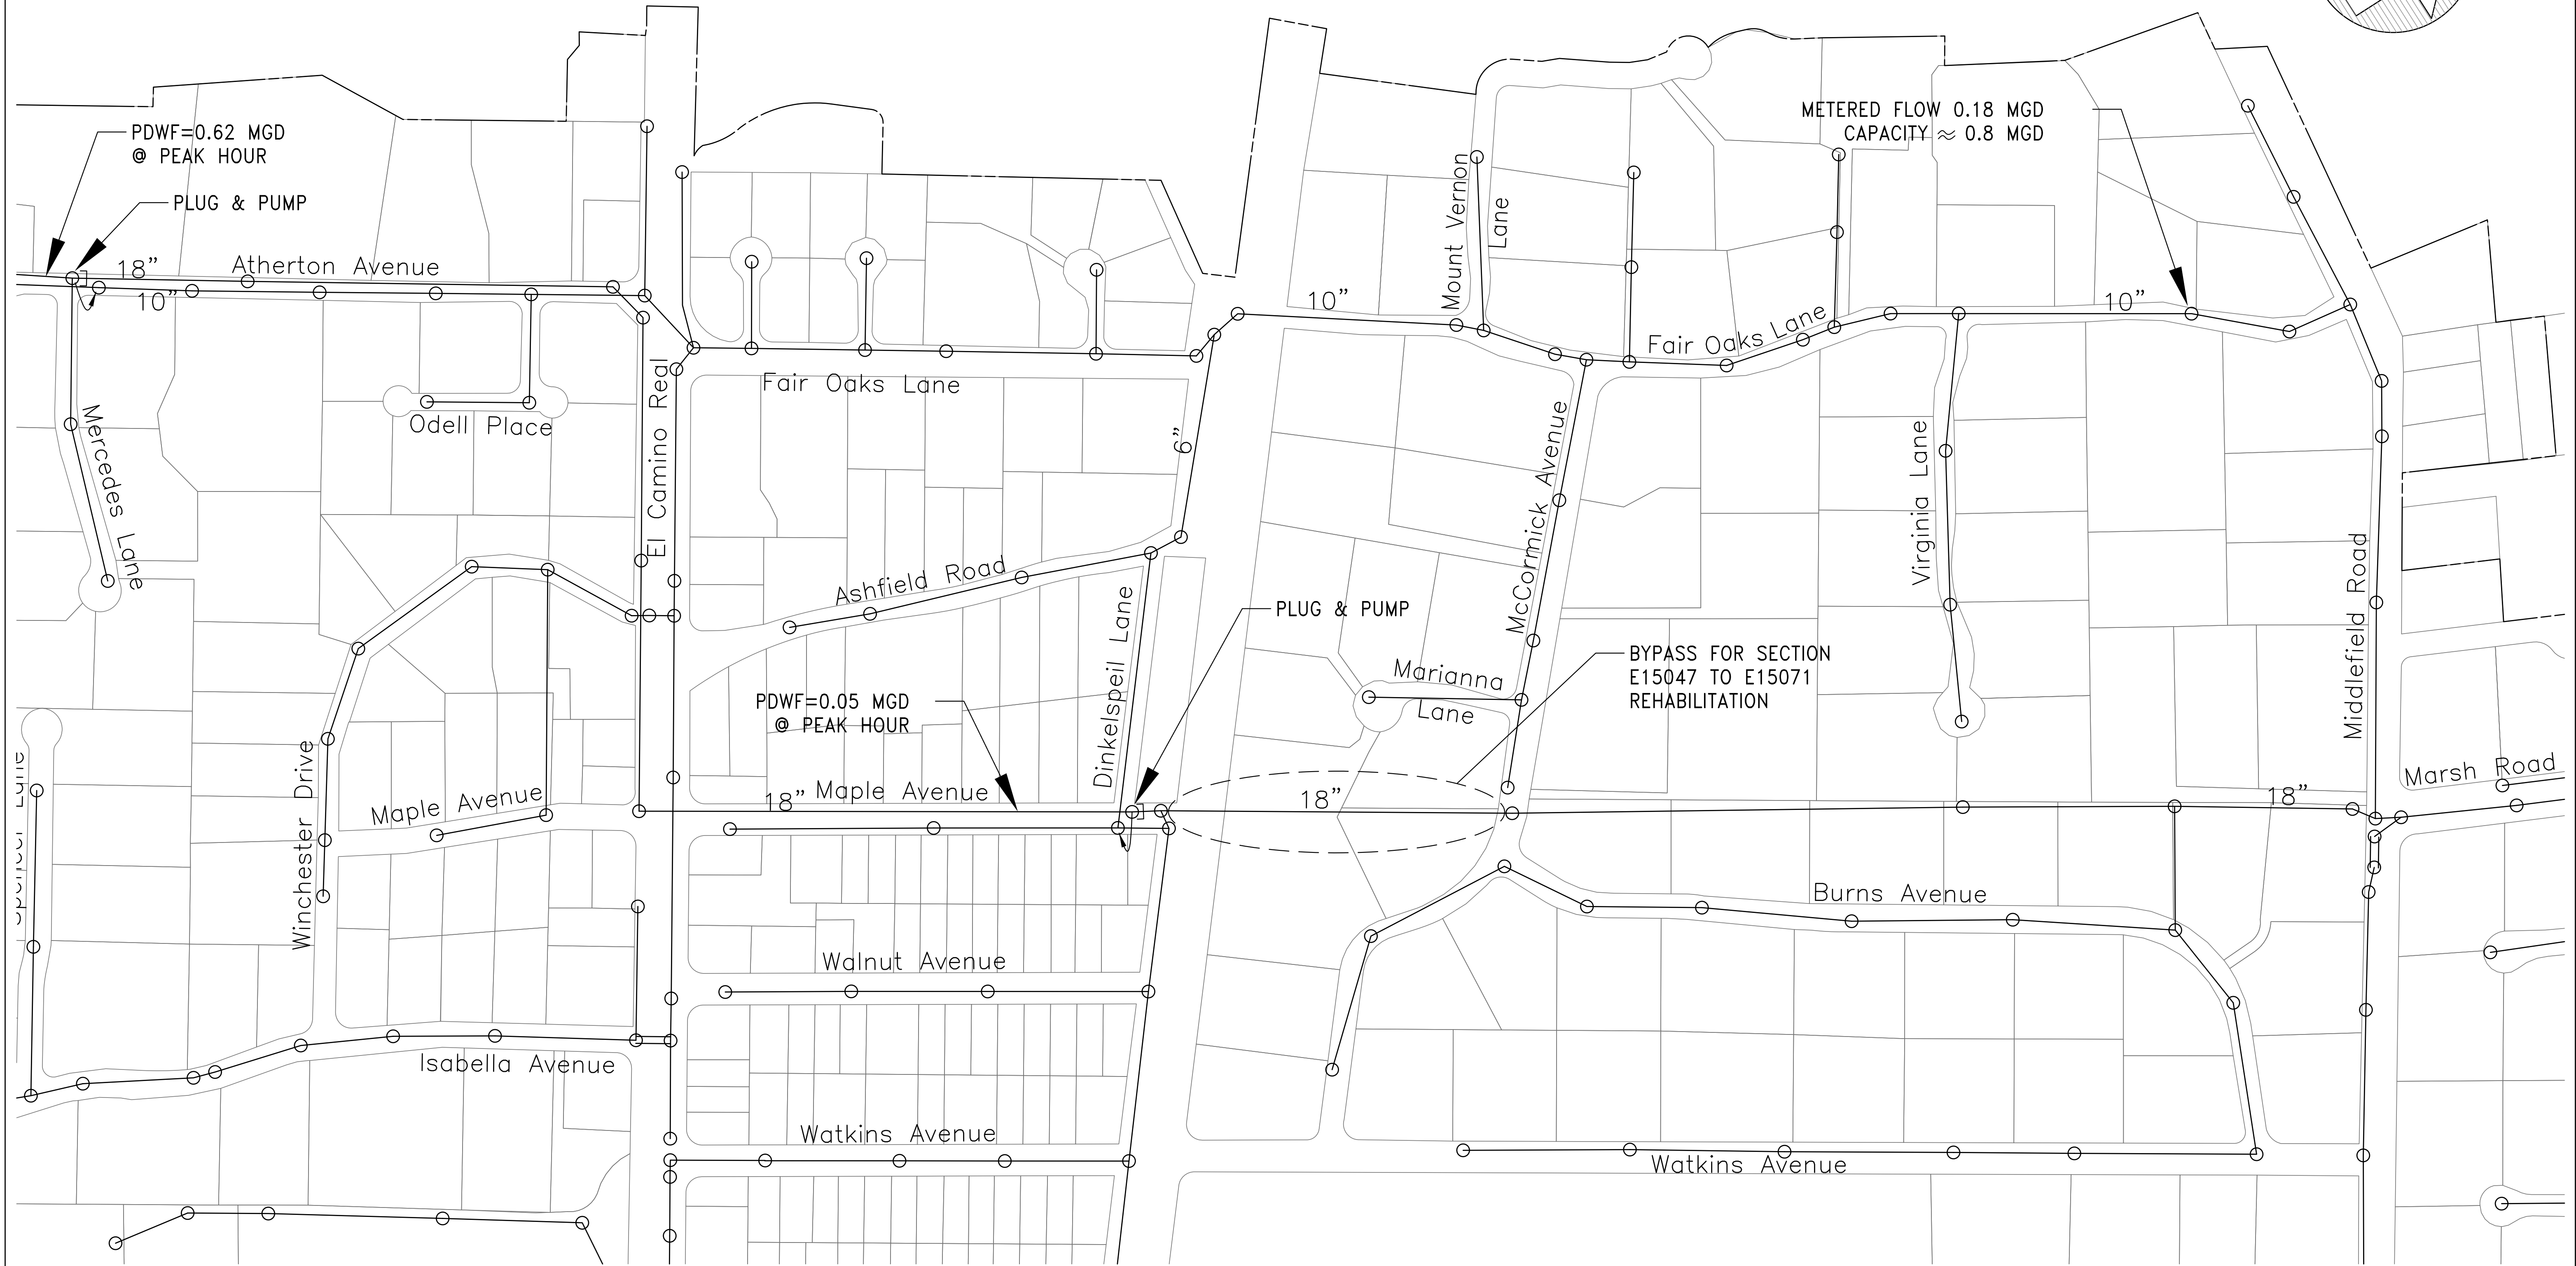 PDWF=0.62 MGD
@ PEAK HOUR
PLUG & PUMP
18"
Atherton Avenue
10"
Mercedes Lane
Odell Place
El Camino Real
Fair Oaks Lane
6"
10"
Mount Vernon
Lane
METERED FLOW 0.18 MGD
CAPACITY ≈ 0.8 MGD
Fair Oaks Lane
10"
Ashfield Road
Dinkelspeil Lane
PLUG & PUMP
McCormick Avenue
Marianna
Lane
Virginia Lane
Middlefield Road
BYPASS FOR SECTION
E15047 TO E15071
REHABILITATION
PDWF=0.05 MGD
@ PEAK HOUR
Winchester Drive
Maple Avenue
18"
Maple Avenue
18"
18"
Marsh Road
Lane
Burns Avenue
Walnut Avenue
Isabella Avenue
Watkins Avenue
Watkins Avenue